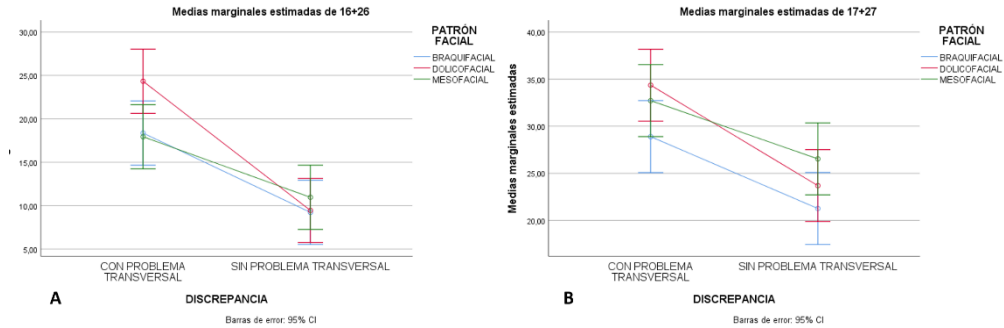 Medias marginales estimadas de 16+26
30,00
25,00
20,00
15,00
10,00
5,00
CON PROBLEMA
TRANSVERSAL
SIN PROBLEMA TRANSVERSAL
PATRÓN
FACIAL
BRAQUIFACIAL
DOLICOFACIAL
MESOFACIAL
A
DISCREPANCIA
Barras de error: 95% CI
Medias marginales estimadas de 17+27
Medias marginales estimadas
40,00
35,00
30,00
25,00
20,00
CON PROBLEMA
TRANSVERSAL
SIN PROBLEMA TRANSVERSAL
PATRÓN
FACIAL
BRAQUIFACIAL
DOLICOFACIAL
MESOFACIAL
B
DISCREPANCIA
Barras de error: 95% CI